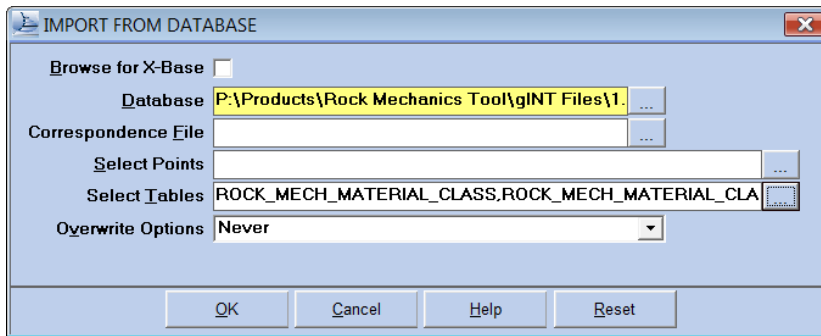 IMPORT FROM DATABASE
Browse for X-Base
Database P:\Products\Rock Mechanics Tool\gINT Files\1. ...
Correspondence File ...
Select Points ...
Select Tables ROCK_MECH_MATERIAL_CLASS,ROCK_MECH_MATERIAL_CLA ...
Overwrite Options Never
OK Cancel Help Reset